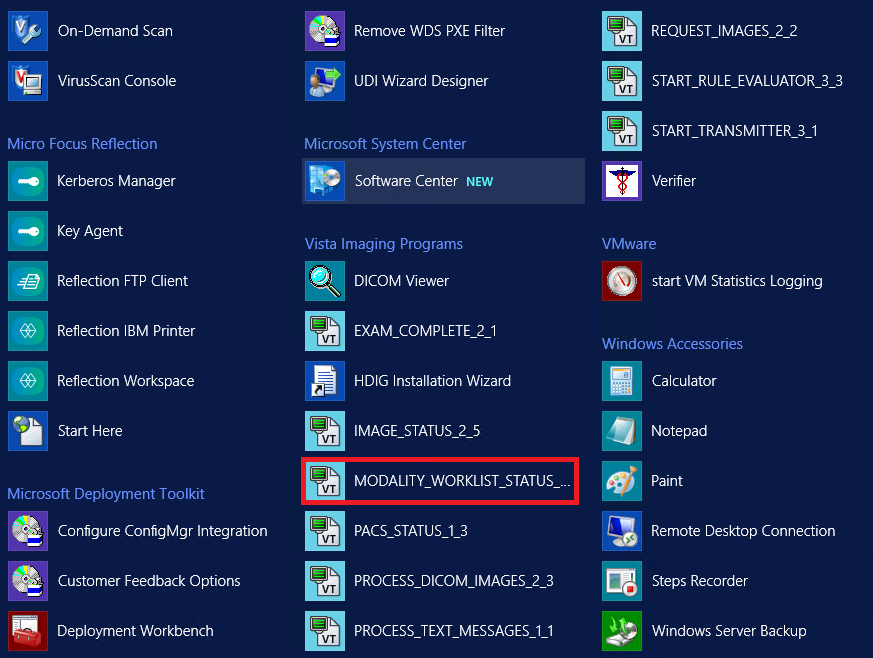 On-Demand Scan
VirusScan Console
Micro Focus Reflection
Kerberos Manager
Key Agent
Reflection FTP Client
Reflection IBM Printer
Reflection Workspace
Start Here
Microsoft Deployment Toolkit
Configure ConfigMgr Integration
Customer Feedback Options
Deployment Workbench
Remove WDS PXE Filter
UDI Wizard Designer
Microsoft System Center
Software Center NEW
Vista Imaging Programs
DICOM Viewer
VT EXAM_COMPLETE_2_1
HDIG Installation Wizard
VT IMAGE_STATUS_2_5
VT MODALITY_WORKLIST_STATUS_...
VT PACS_STATUS_1_3
VT PROCESS_DICOM_IMAGES_2_3
VT PROCESS_TEXT_MESSAGES_1_1
VT REQUEST_IMAGES_2_2
VT START_RULE_EVALUATOR_3_3
VT START_TRANSMITTER_3_1
Verifier
VMware
start VM Statistics Logging
Windows Accessories
Calculator
Notepad
Paint
Remote Desktop Connection
Steps Recorder
Windows Server Backup